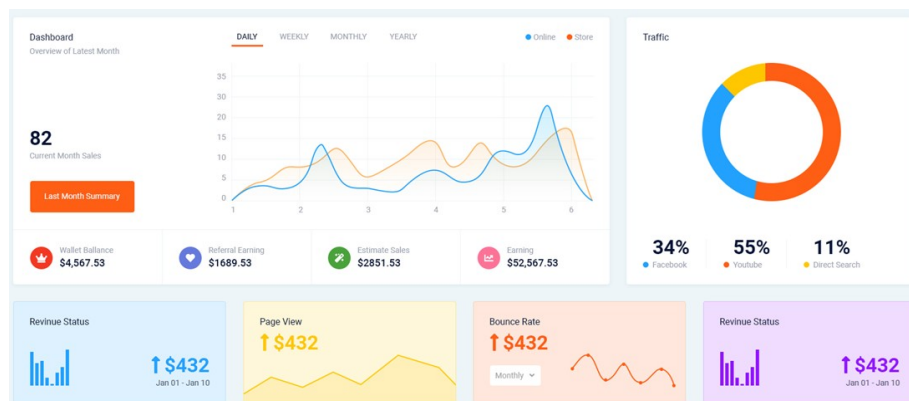 Dashboard
Overview of Latest Month
DAILY WEEKLY MONTHLY YEARLY
Online Store
82
Current Month Sales
Last Month Summary
35
30
20
15
10
5
0
1 2 3 4 5 6
Wallet Ballance
$4,567.53
Referral Earning
$1689.53
Estimate Sales
$2851.53
Earning
$52,567.53
Traffic
34% 55% 11%
Facebook Youtube Direct Search
Revinue Status
$432
Jan 01 - Jan 10
Page View
$432
Bounce Rate
$432
Monthly
Revinue Status
$432
Jan 01 - Jan 10